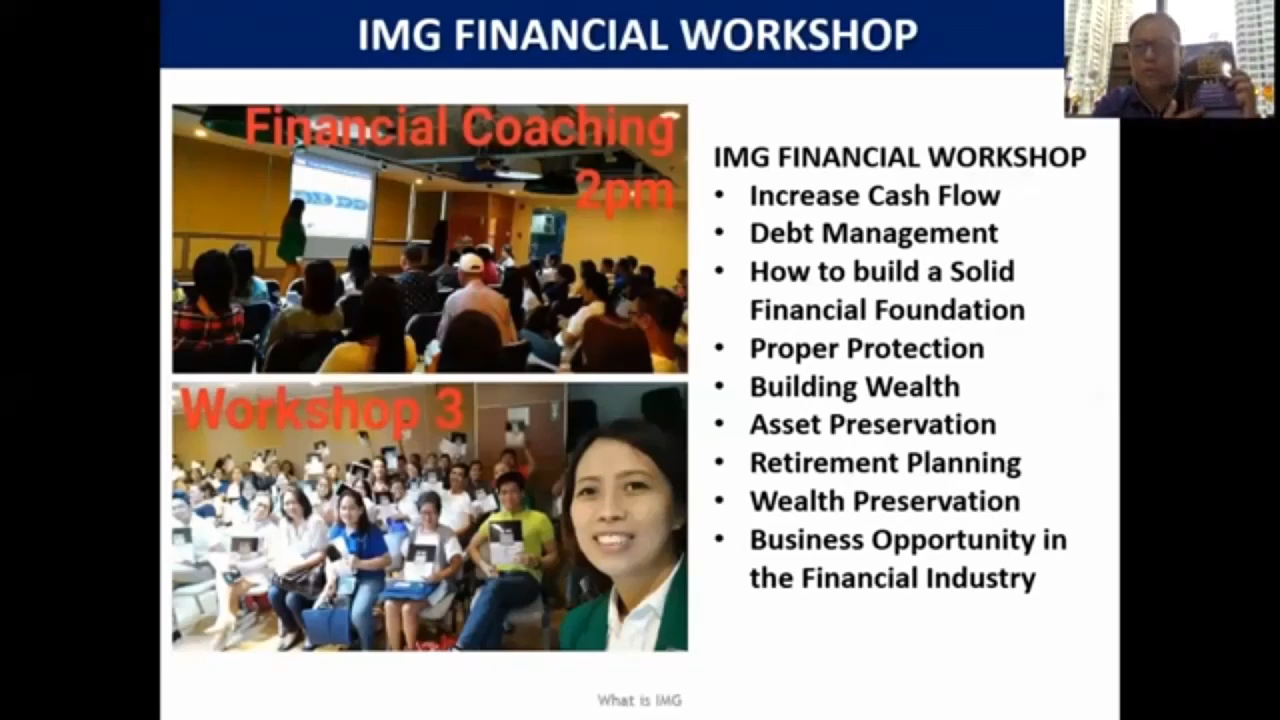 IMG FINANCIAL WORKSHOP
Financial Coaching
2pm
Workshop 3
IMG FINANCIAL WORKSHOP
• Increase Cash Flow
• Debt Management
• How to build a Solid
Financial Foundation
• Proper Protection
• Building Wealth
• Asset Preservation
• Retirement Planning
• Wealth Preservation
• Business Opportunity in
the Financial Industry
What is IMG